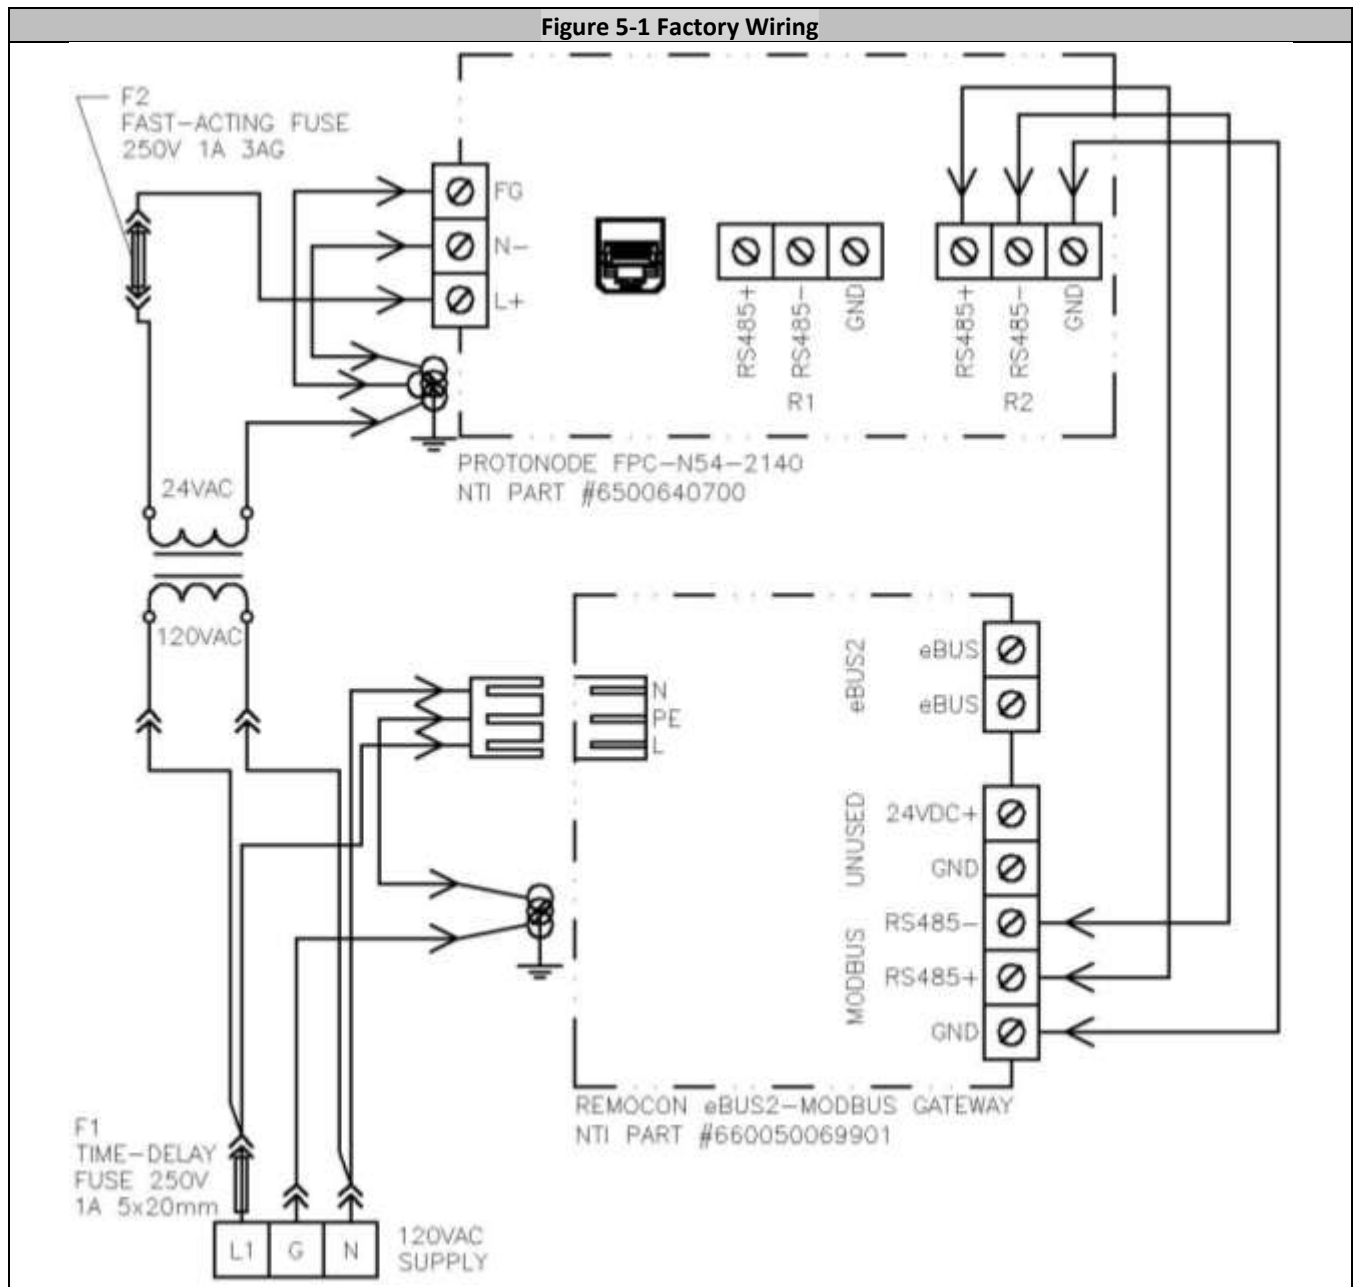 Figure 5-1 Factory Wiring
F2
FAST-ACTING FUSE
250V 1A 3AG
FG
N-
L+
RS485+
RS485-
GND
R1
RS485+
RS485-
GND
R2
PROTONODE FPC-N54-2140
NTI PART #6500640700
24VAC
120VAC
N
PE
L
eBUS2
eBUS
eBUS
UNUSED
24VDC+
GND
MODBUS
RS485-
RS485+
GND
REMOCON eBUS2-MODBUS GATEWAY
NTI PART #660050069901
F1
TIME-DELAY
FUSE 250V
1A 5x20mm
L1
G
N
120VAC
SUPPLY